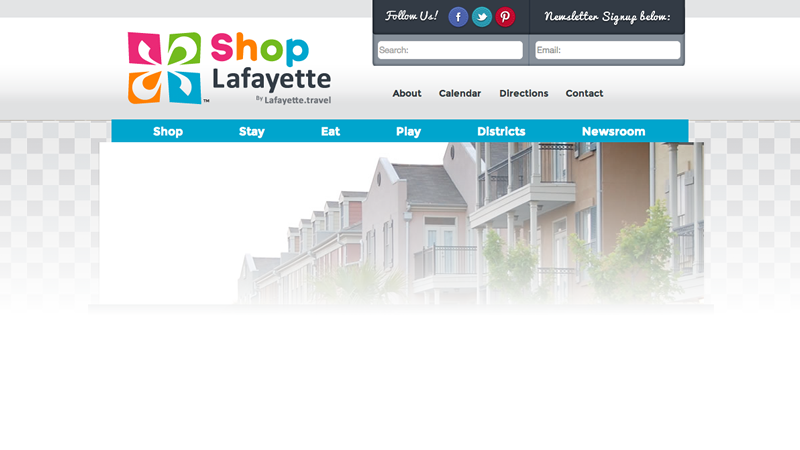 Follow Us!
Newsletter Signup below:
Search:
Email:
Shop
Lafayette
By Lafayette.travel
TM
About Calendar Directions Contact
Shop Stay Eat Play Districts Newsroom